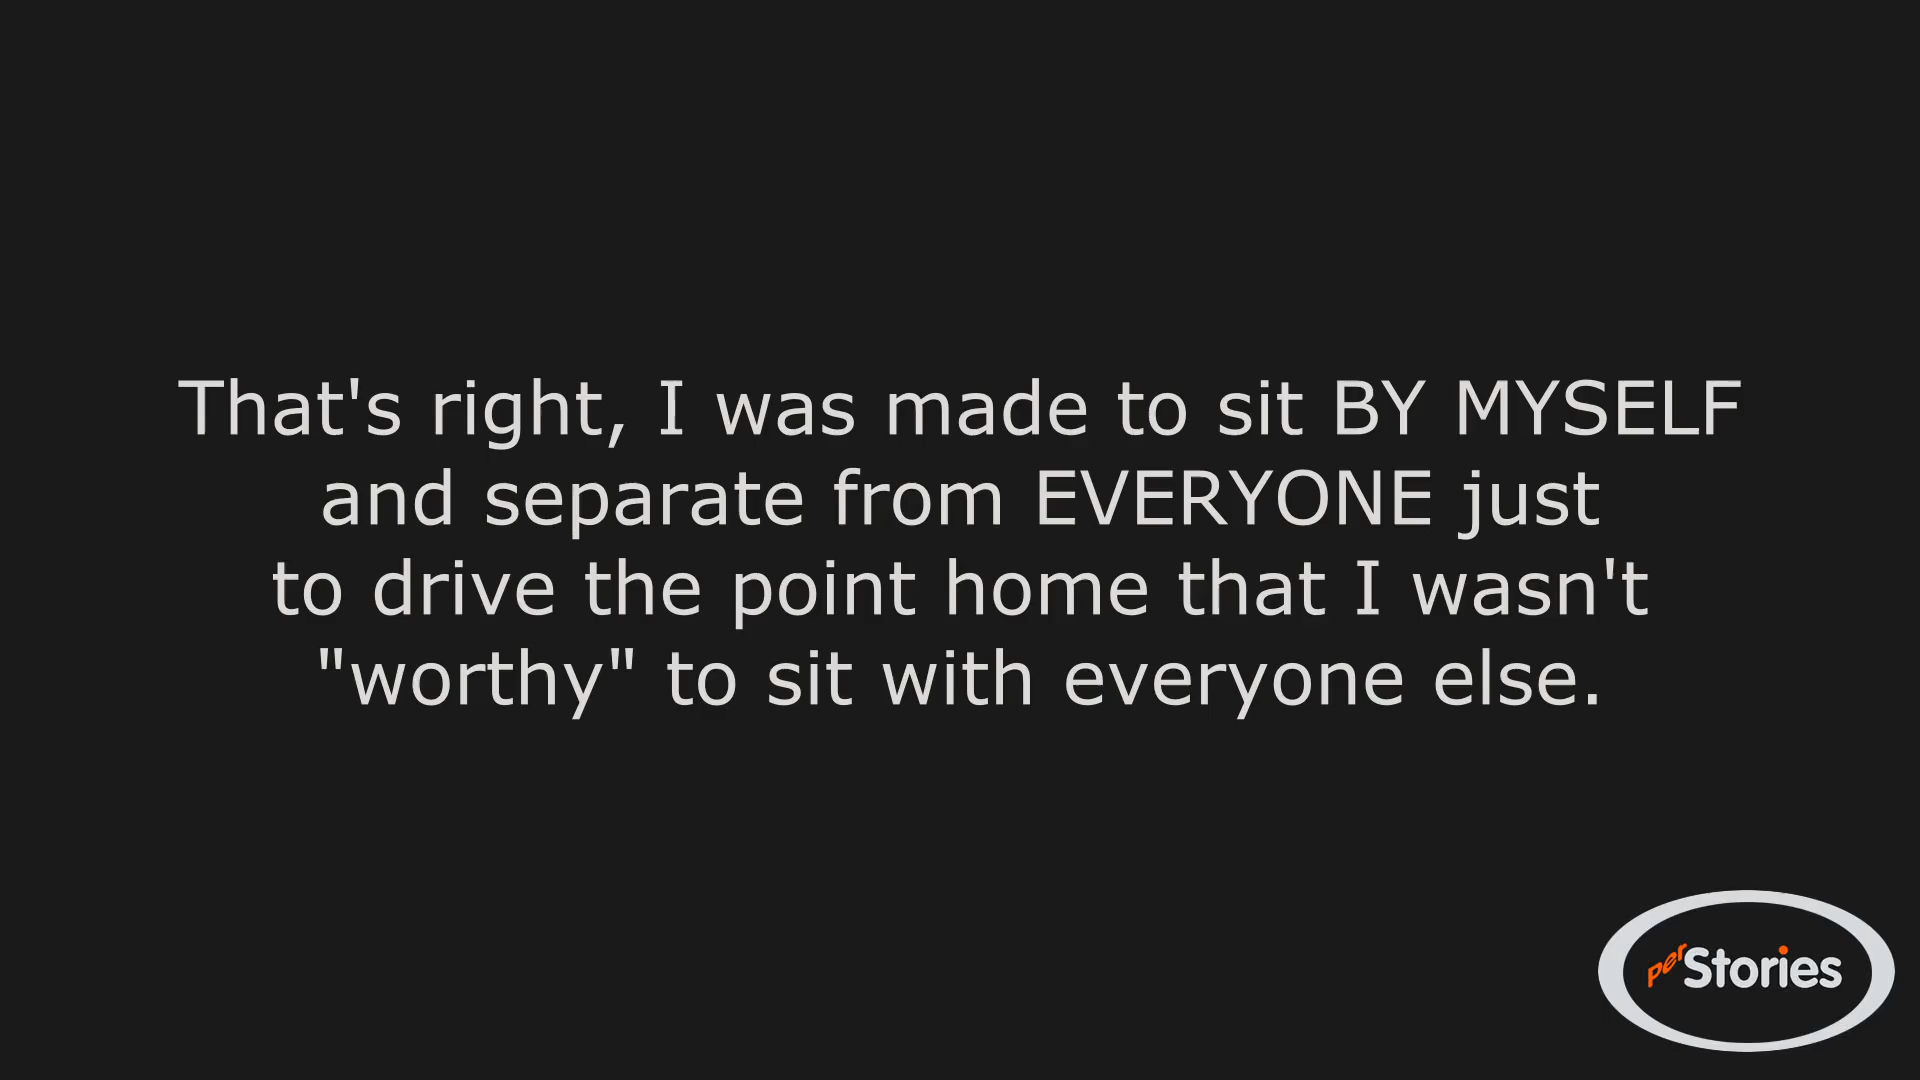 That's right, I was made to sit BY MYSELF
and separate from EVERYONE just
to drive the point home that I wasn't
"worthy" to sit with everyone else.
perStories